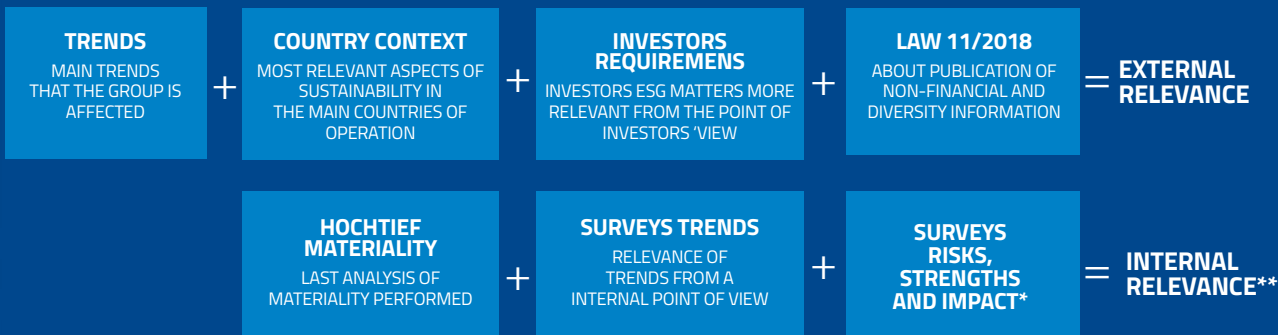 TRENDS
MAIN TRENDS
THAT THE GROUP IS
AFFECTED
+
COUNTRY CONTEXT
MOST RELEVANT ASPECTS OF
SUSTAINABILITY IN
THE MAIN COUNTRIES OF
OPERATION
+
INVESTORS
REQUIREMENS
INVESTORS ESG MATTERS MORE
RELEVANT FROM THE POINT OF
INVESTORS ‘VIEW
+
LAW 11/2018
ABOUT PUBLICATION OF
NON-FINANCIAL AND
DIVERSITY INFORMATION
=
EXTERNAL
RELEVANCE
HOCHTIEF
MATERIALITY
LAST ANALYSIS OF
MATERIALITY PERFORMED
+
SURVEYS TRENDS
RELEVANCE OF
TRENDS FROM A
INTERNAL POINT OF VIEW
+
SURVEYS
RISKS,
STRENGTHS
AND IMPACT*
=
INTERNAL
RELEVANCE**